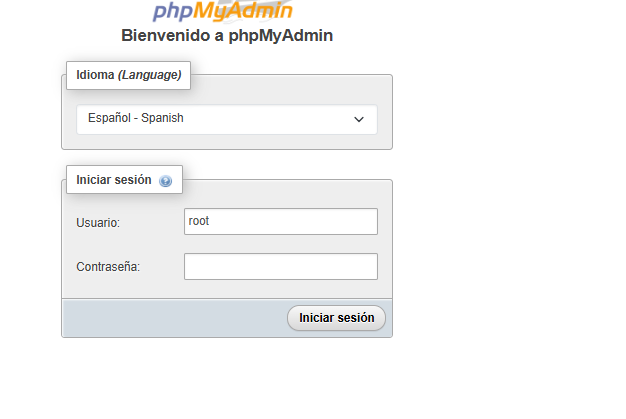 phpMyAdmin
Bienvenido a phpMyAdmin
Idioma (Language)
Español - Spanish
Iniciar sesión
Usuario:
root
Contraseña:
Iniciar sesión